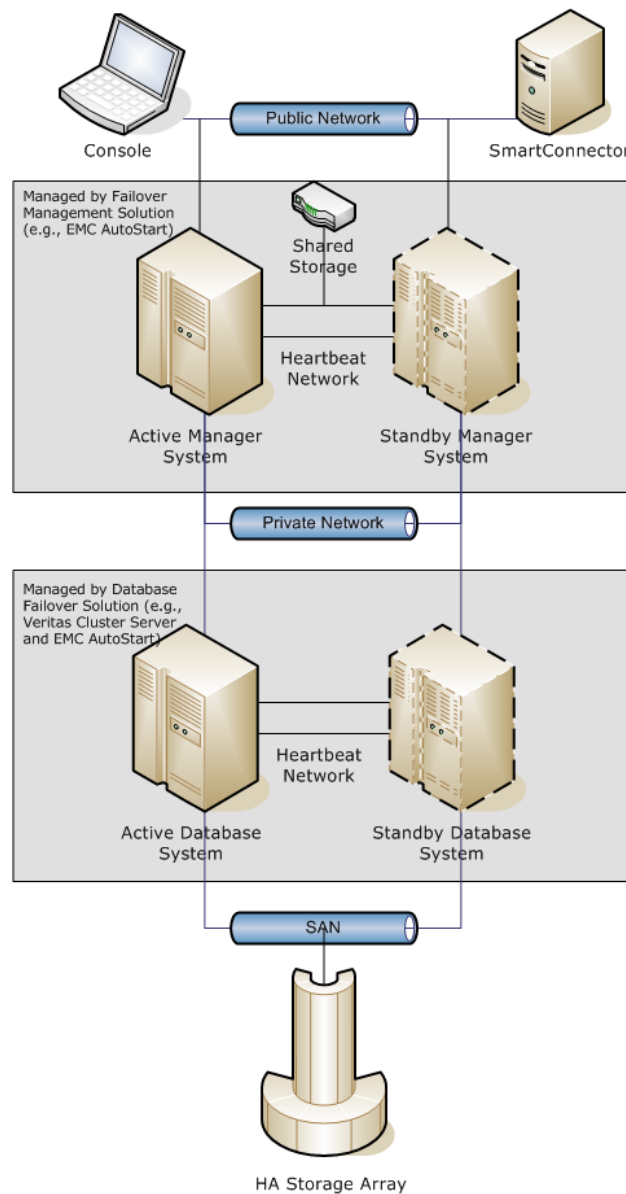 Public Network
Console
SmartConnector
Managed by Failover
Management Solution
(e.g., EMC AutoStart)
Shared
Storage
Heartbeat
Network
Active Manager
System
Standby Manager
System
Private Network
Managed by Database
Failover Solution (e.g.,
Veritas Cluster Server
and EMC AutoStart)
Heartbeat
Network
Active Database
System
Standby Database
System
SAN
HA Storage Array